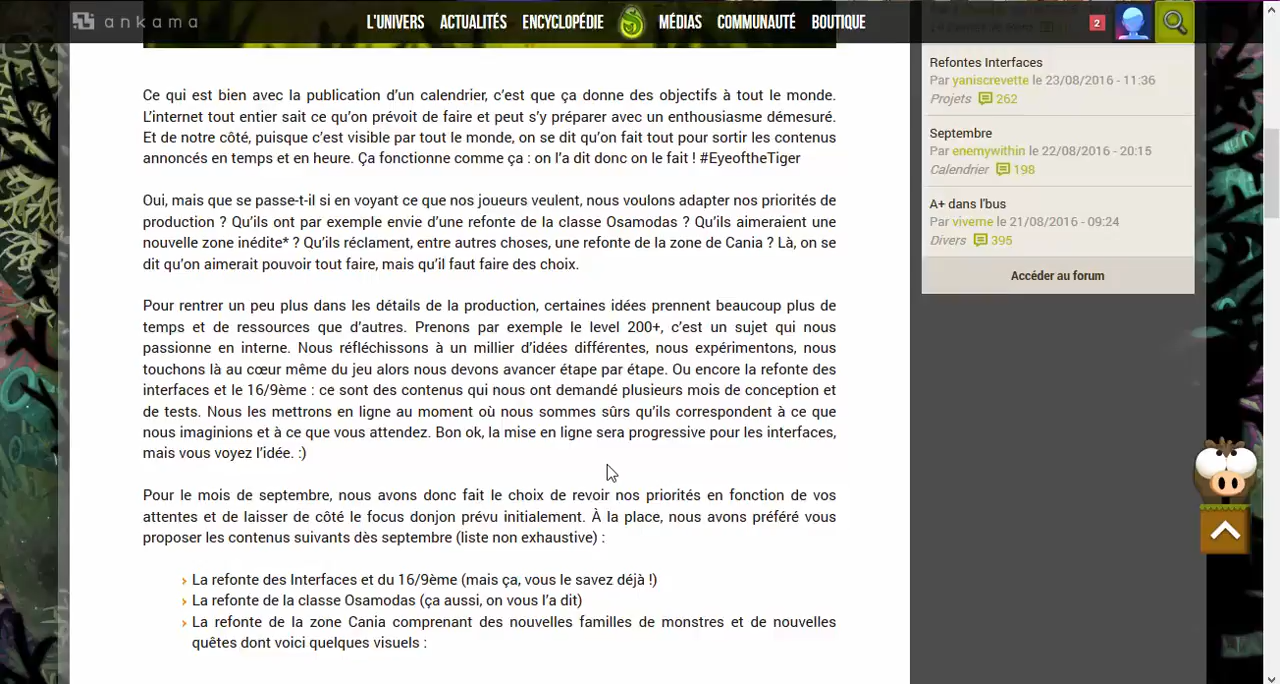 ankama
L'UNIVERS ACTUALITÉS ENCYCLOPÉDIE MÉDIAS COMMUNAUTÉ BOUTIQUE
2
Ce qui est bien avec la publication d'un calendrier, c'est que ça donne des objectifs à tout le monde.
L'internet tout entier sait ce qu'on prévoit de faire et peut s'y préparer avec un enthousiasme démesuré.
Et de notre côté, puisque c'est visible par tout le monde, on se dit qu'on fait tout pour sortir les contenus
annoncés en temps et en heure. Ça fonctionne comme ça : on l'a dit donc on le fait ! #EyeoftheTiger
Oui, mais que se passe-t-il si en voyant ce que nos joueurs veulent, nous voulons adapter nos priorités de
production ? Qu'ils ont par exemple envie d'une refonte de la classe Osamodas ? Qu'ils aimeraient une
nouvelle zone inédite* ? Qu'ils réclament, entre autres choses, une refonte de la zone de Cania ? Là, on se
dit qu'on aimerait pouvoir tout faire, mais qu'il faut faire des choix.
Pour rentrer un peu plus dans les détails de la production, certaines idées prennent beaucoup plus de
temps et de ressources que d'autres. Prenons par exemple le level 200+, c'est un sujet qui nous
passionne en interne. Nous réfléchissons à un millier d'idées différentes, nous expérimentons, nous
touchons là au cœur même du jeu alors nous devons avancer étape par étape. Ou encore la refonte des
interfaces et le 16/9ème : ce sont des contenus qui nous ont demandé plusieurs mois de conception et
de tests. Nous les mettrons en ligne au moment où nous sommes sûrs qu'ils correspondent à ce que
nous imaginions et à ce que vous attendez. Bon ok, la mise en ligne sera progressive pour les interfaces,
mais vous voyez l'idée. :)
Pour le mois de septembre, nous avons donc fait le choix de revoir nos priorités en fonction de vos
attentes et de laisser de côté le focus donjon prévu initialement. À la place, nous avons préféré vous
proposer les contenus suivants dès septembre (liste non exhaustive) :
› La refonte des Interfaces et du 16/9ème (mais ça, vous le savez déjà !)
› La refonte de la classe Osamodas (ça aussi, on vous l'a dit)
› La refonte de la zone Cania comprenant des nouvelles familles de monstres et de nouvelles
quêtes dont voici quelques visuels :
Refontes Interfaces
Par yaniscrevette le 23/08/2016 - 11:36
Projets 262
Septembre
Par enemywithin le 22/08/2016 - 20:15
Calendrier 198
A+ dans l'bus
Par viverne le 21/08/2016 - 09:24
Divers 395
Accéder au forum